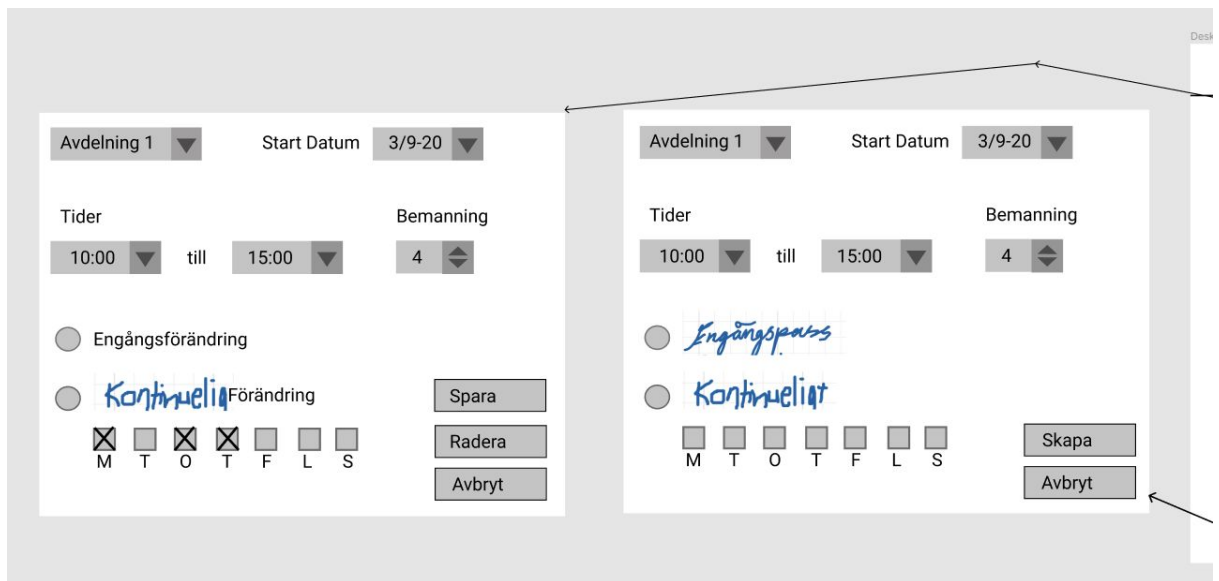 Desk
Avdelning 1 Start Datum 3/9-20
Tider Bemanning
10:00 till 15:00 4
Engångsförändring
Kontinuelig Förändring
Spara
Radera
M T O T F L S
Avbryt
Avdelning 1 Start Datum 3/9-20
Tider Bemanning
10:00 till 15:00 4
Engångspass
Kontinueligt
M T O T F L S
Skapa
Avbryt